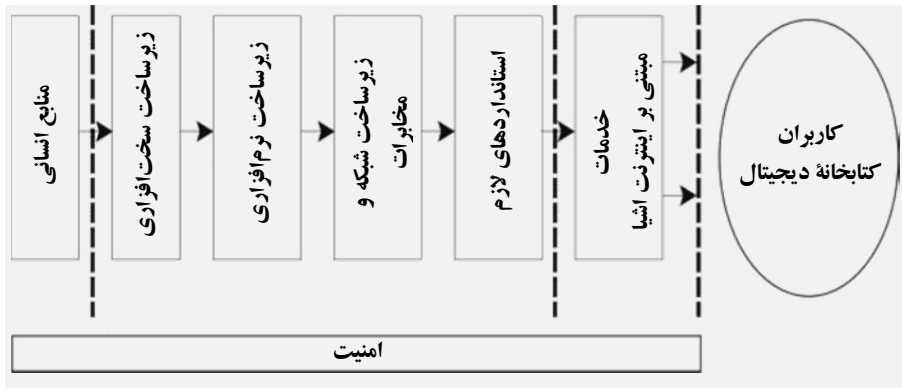 منابع انسانی
زیرساخت سخت‌افزاری
زیرساخت نرم‌افزاری
زیرساخت شبکه و
مخابرات
استانداردهای لازم
خدمات
مبتنی بر اینترنت اشیا
کاربران
کتابخانهٔ دیجیتال
امنیت